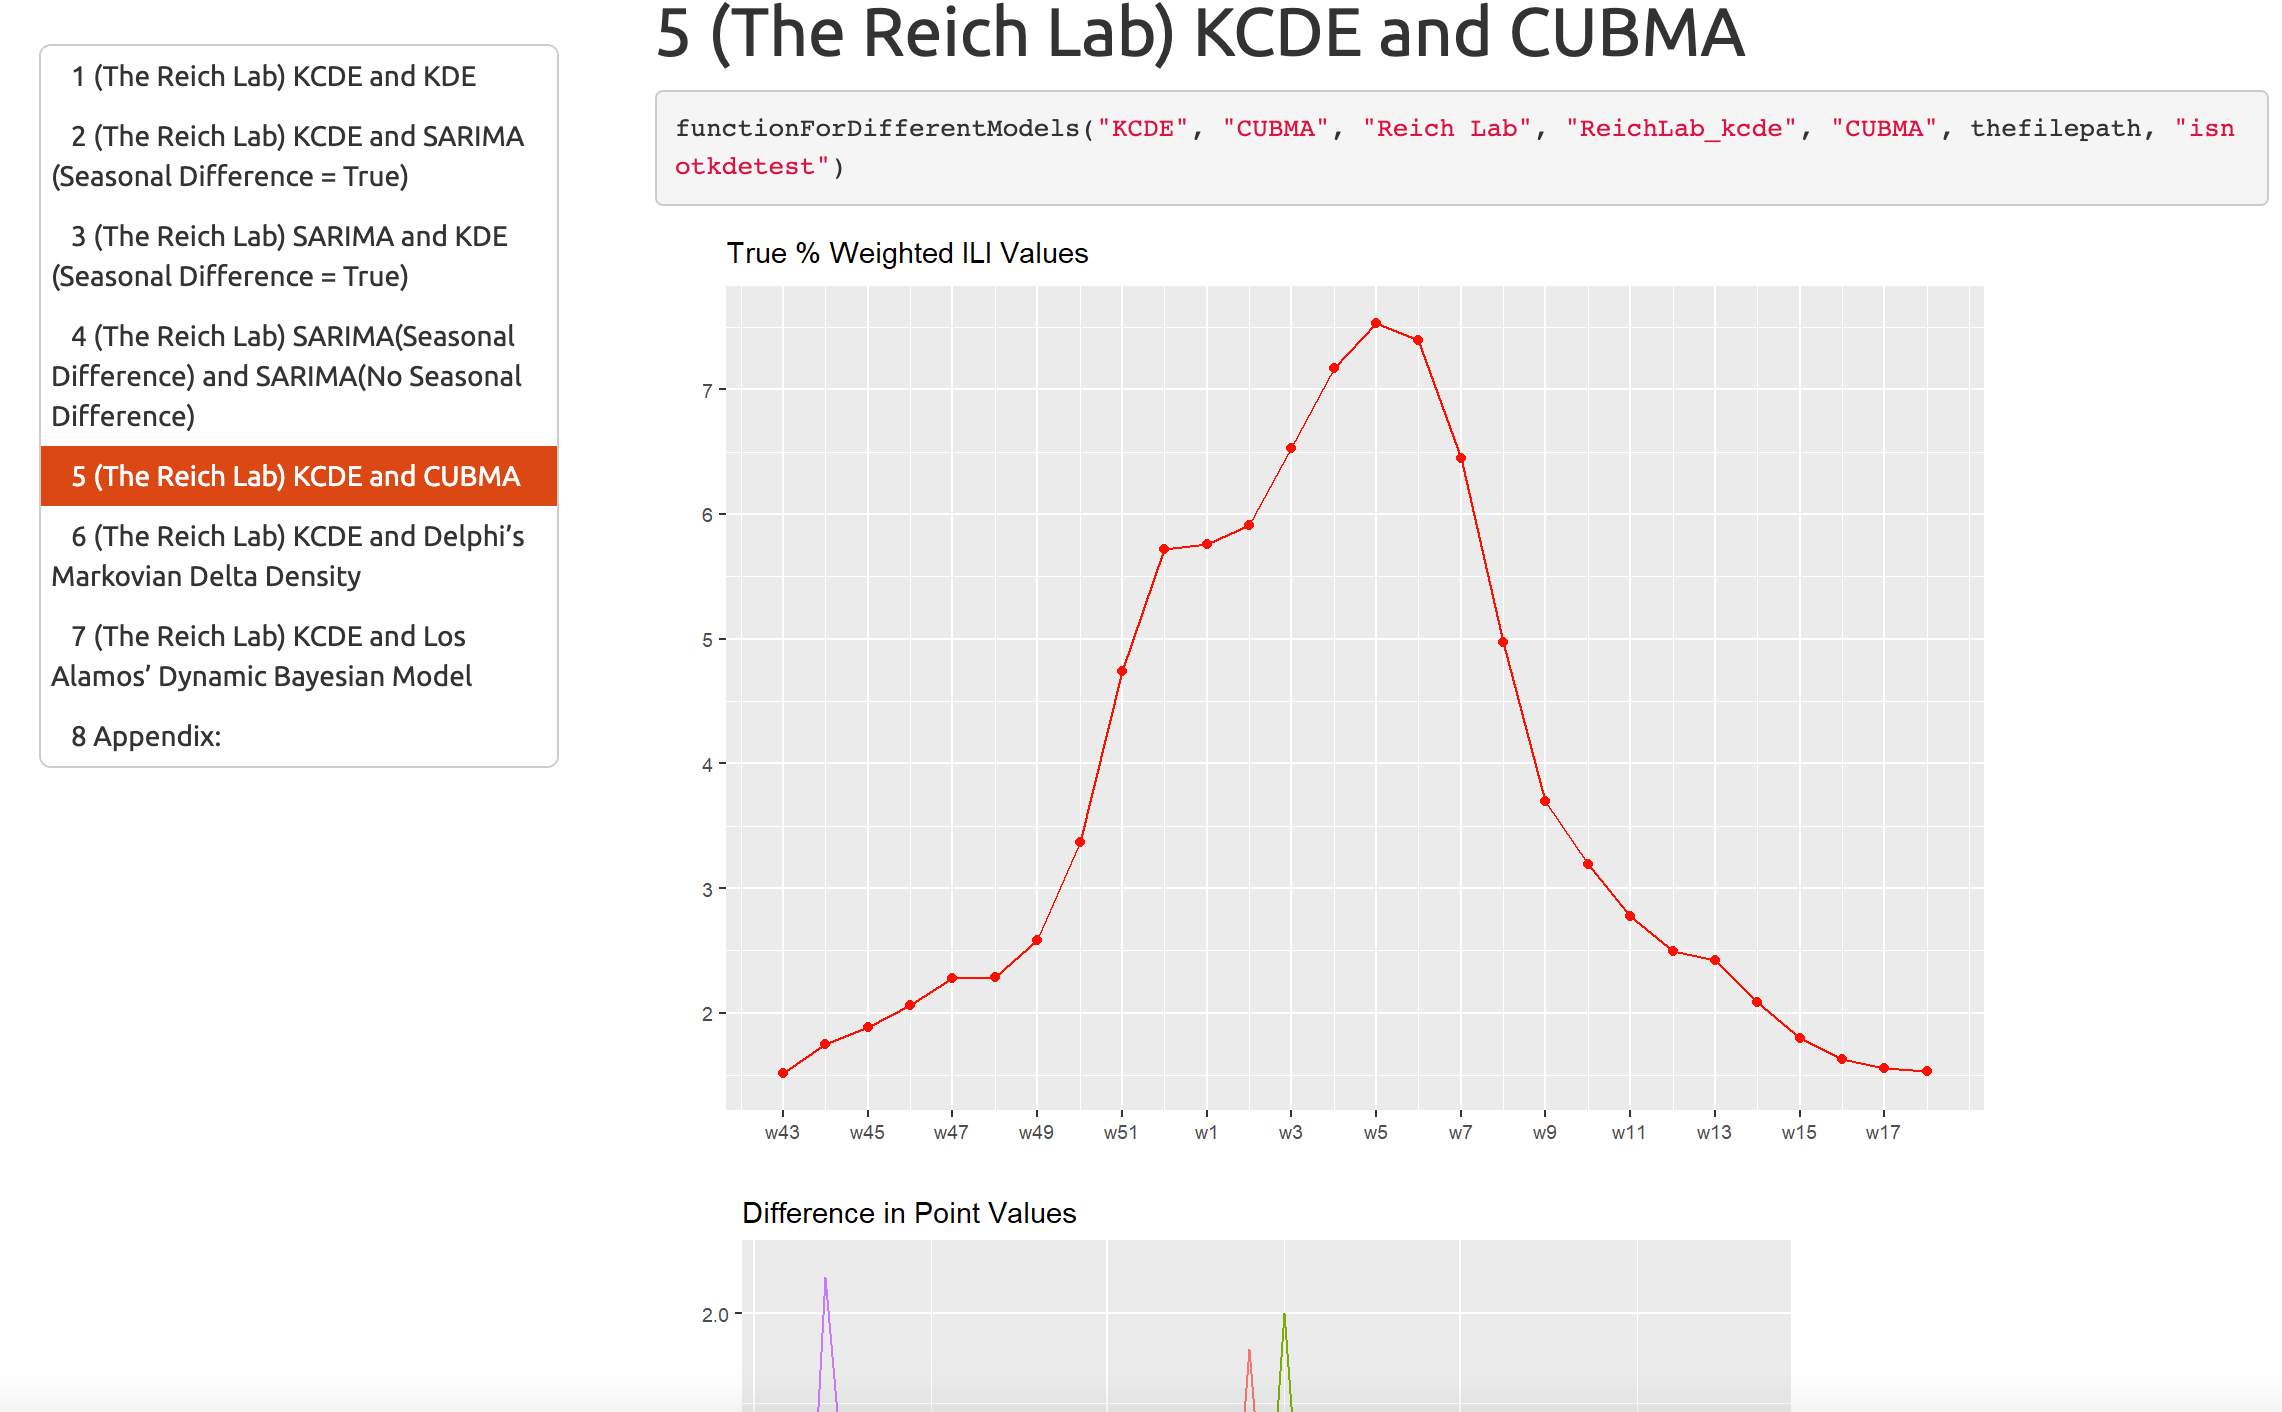 1 (The Reich Lab) KCDE and KDE
2 (The Reich Lab) KCDE and SARIMA
(Seasonal Difference = True)
3 (The Reich Lab) SARIMA and KDE
(Seasonal Difference = True)
4 (The Reich Lab) SARIMA(Seasonal
Difference) and SARIMA(No Seasonal
Difference)
5 (The Reich Lab) KCDE and CUBMA
6 (The Reich Lab) KCDE and Delphi’s
Markovian Delta Density
7 (The Reich Lab) KCDE and Los
Alamos’ Dynamic Bayesian Model
8 Appendix:
5 (The Reich Lab) KCDE and CUBMA
functionForDifferentModels("KCDE", "CUBMA", "Reich Lab", "ReichLab_kcde", "CUBMA", thefilepath, "isn
otkdetest")
True % Weighted ILI Values
7
6
5
4
3
2
w43 w45 w47 w49 w51 w1 w3 w5 w7 w9 w11 w13 w15 w17
Difference in Point Values
2.0